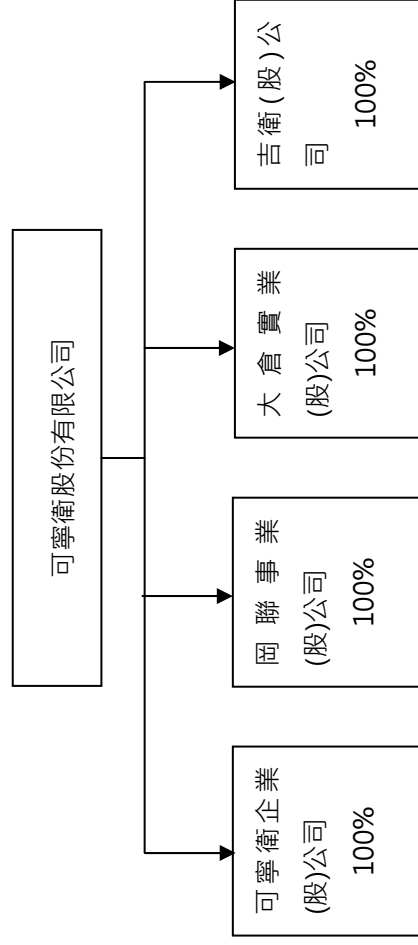 可寧衛股份有限公司
可寧衛企業
(股)公司
100%
岡聯事業
(股)公司
100%
大倉實業
(股)公司
100%
吉衛(股)公
司
100%